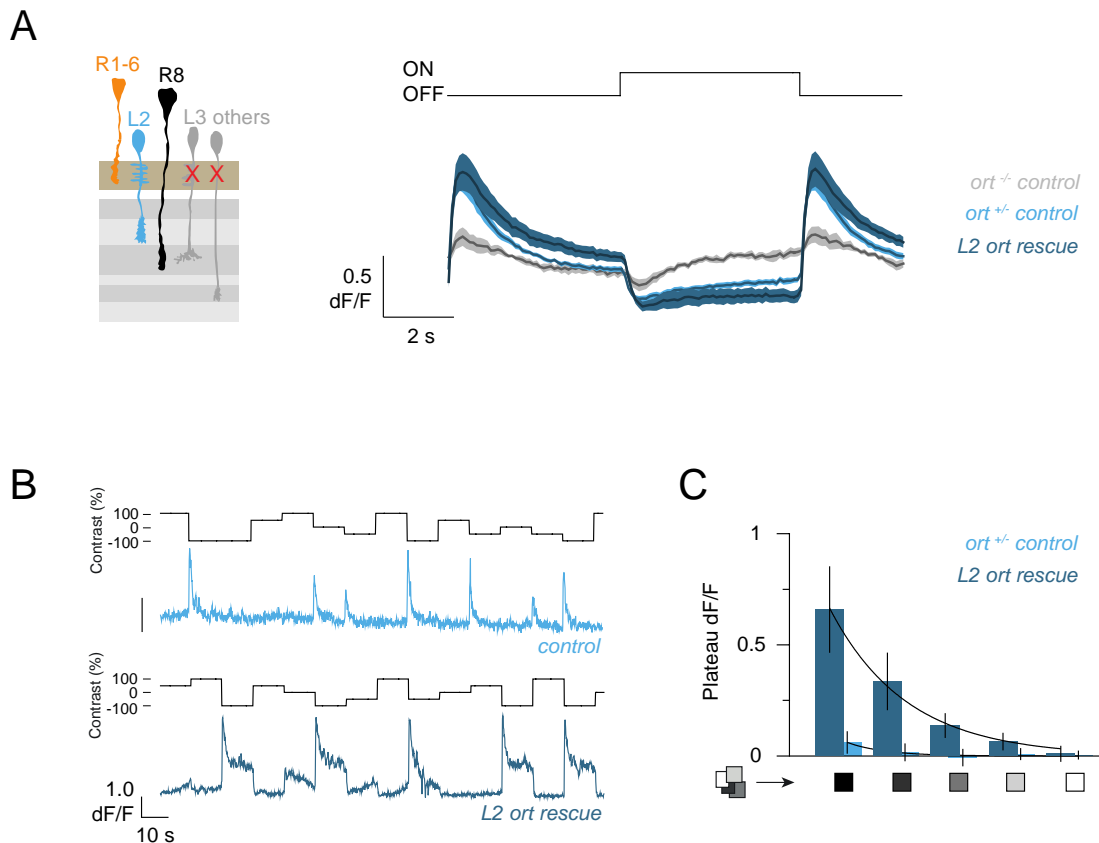 A
R1-6
R8
L2
L3 others
X X
ON
OFF
0.5
dF/F
2 s
ort -/- control
ort +/- control
L2 ort rescue
B
Contrast (%)
100
0
-100
control
Contrast (%)
100
0
-100
1.0
dF/F
10 s
L2 ort rescue
C
1
0.5
0
Plateau dF/F
ort +/- control
L2 ort rescue